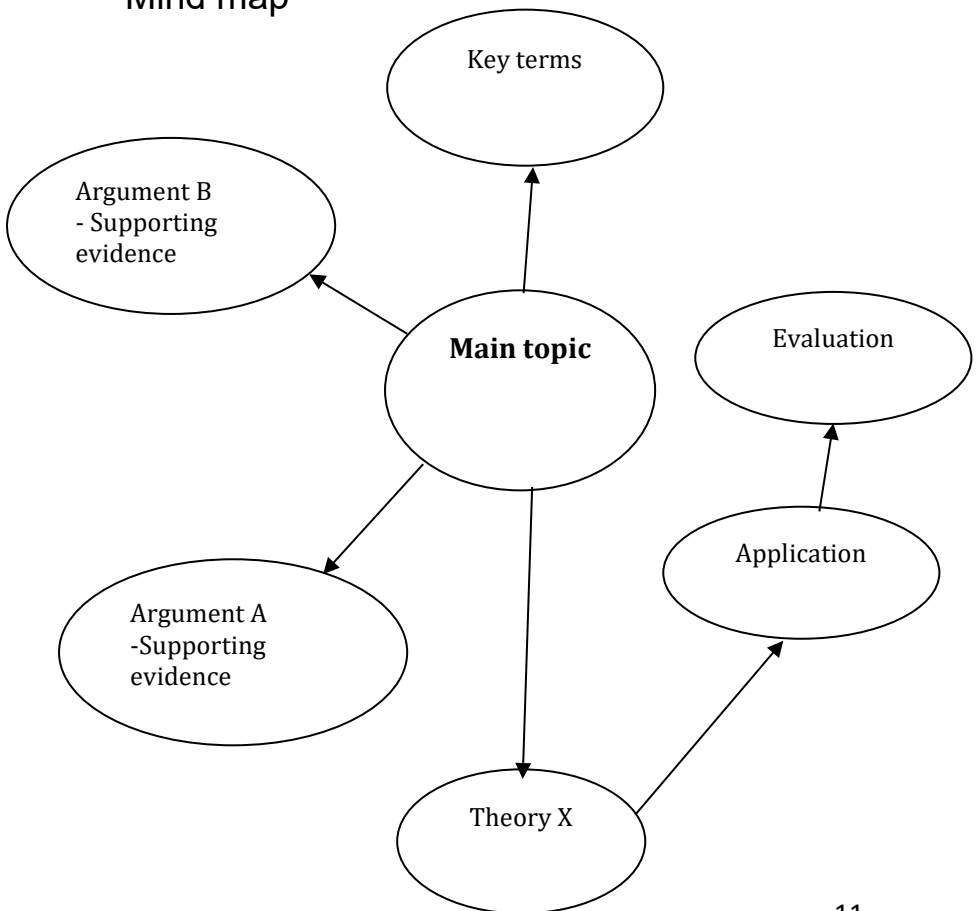 Mind map
Key terms
Argument B
- Supporting
evidence
Main topic
Evaluation
Application
Argument A
-Supporting
evidence
Theory X
11